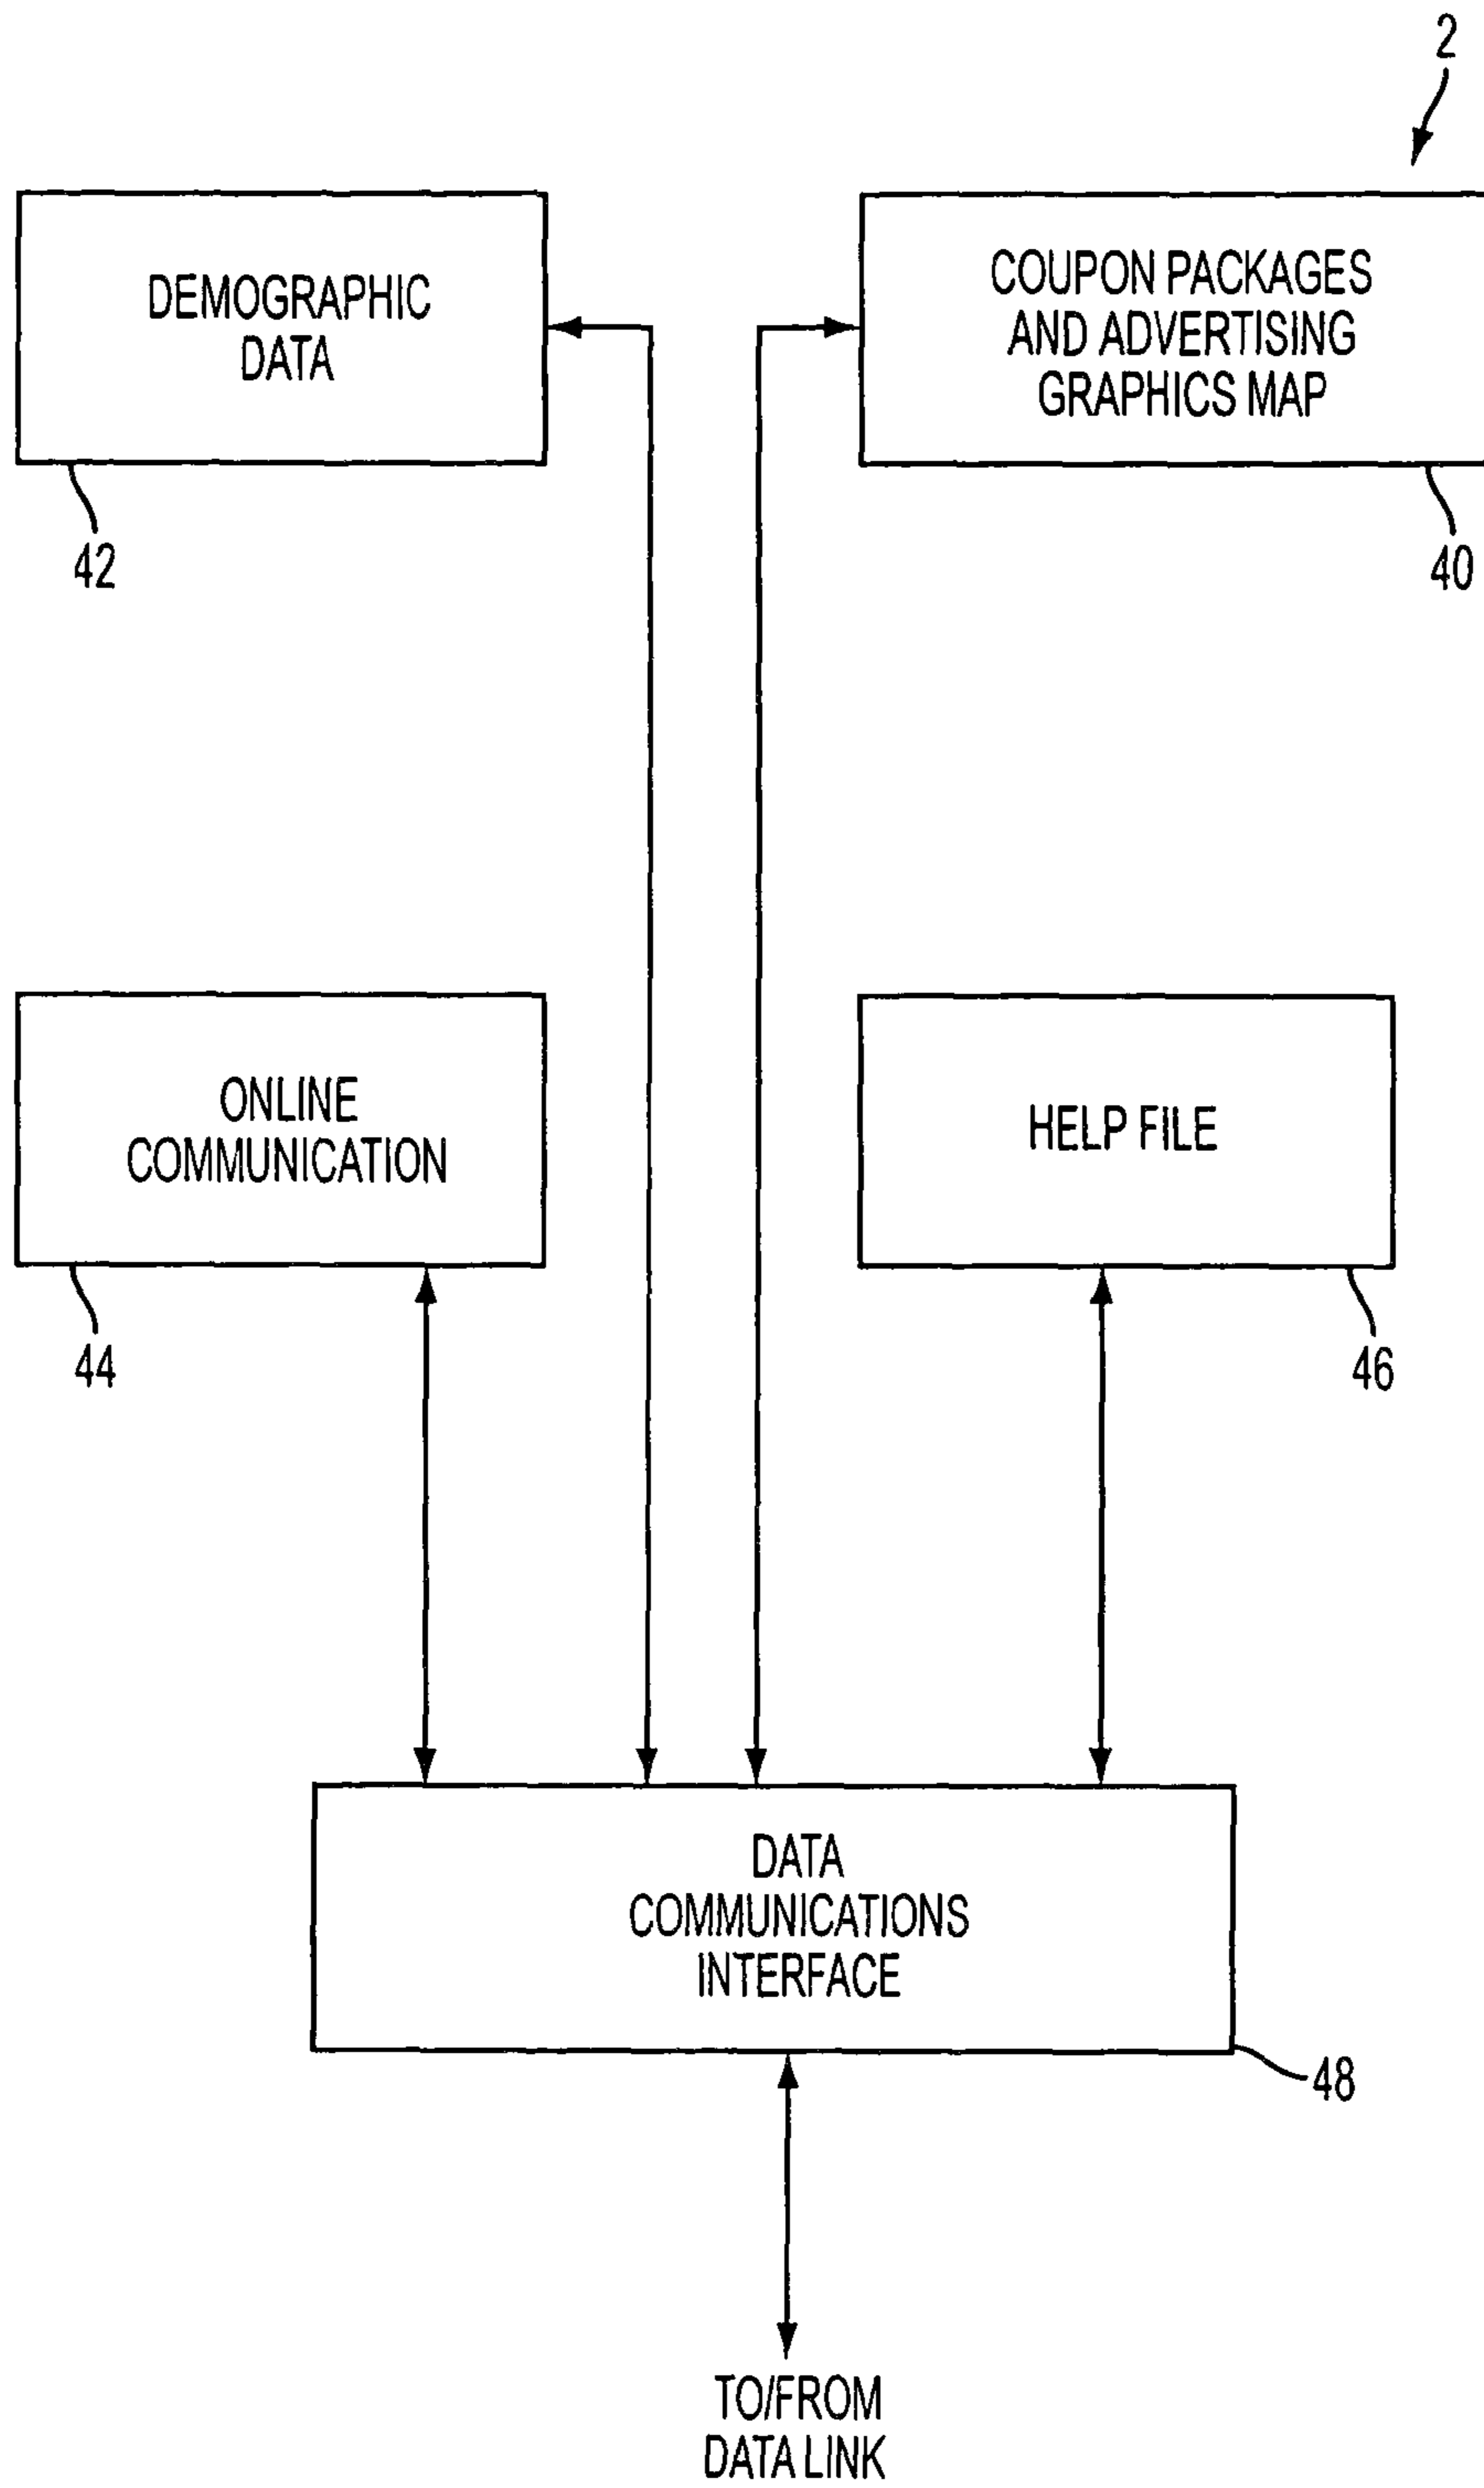 2
DEMOGRAPHIC
DATA
COUPON PACKAGES
AND ADVERTISING
GRAPHICS MAP
42
40
ONLINE
COMMUNICATION
HELP FILE
44
46
DATA
COMMUNICATIONS
INTERFACE
48
TO/FROM
DATA LINK